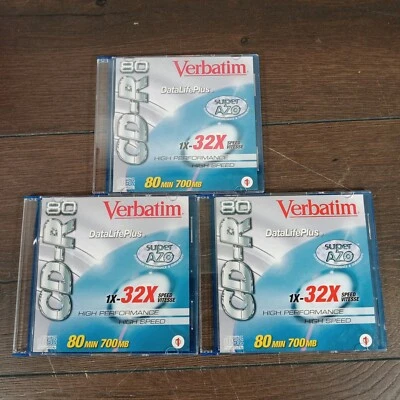 CD-R 80
Verbatim
DataLifePlus
super
AZO
1X-32X SPEED
VITESSE
HIGH PERFORMANCE
HIGH SPEED
80 MIN 700MB
1
CD-R 80
Verbatim
DataLifePlus
super
AZO
1X-32X SPEED
VITESSE
HIGH PERFORMANCE
HIGH SPEED
80 MIN 700MB
1
CD-R 80
Verbatim
DataLifePlus
super
AZO
1X-32X SPEED
VITESSE
HIGH PERFORMANCE
HIGH SPEED
80 MIN 700MB
1